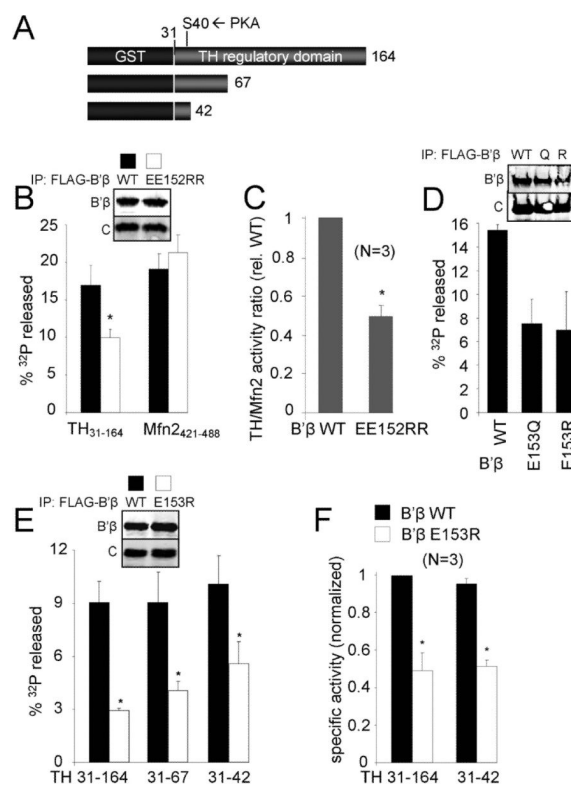 A
S40 ← PKA
31
GST TH regulatory domain 164
67
42
B
IP: FLAG-B'β WT EE152RR
B'β
C
% ³²P released
30
25
20
15
10
5
0
*
TH₃₁₋₁₆₄ Mfn2₄₂₁₋₄₈₈
C
TH/Mfn2 activity ratio (rel. WT)
1
0.8
0.6
0.4
0.2
0
(N=3)
*
B'β WT EE152RR
IP: FLAG-B'β WT Q R
B'β
C
D
% ³²P released
16
14
12
10
8
6
4
2
0
WT E153Q E153R
B'β
E
IP: FLAG-B'β WT E153R
B'β
C
% ³²P released
12
9
6
3
0
* * *
TH 31-164 31-67 31-42
F
B'β WT
B'β E153R
(N=3)
specific activity (normalized)
1
0.8
0.6
0.4
0.2
0
* *
TH 31-164 31-42